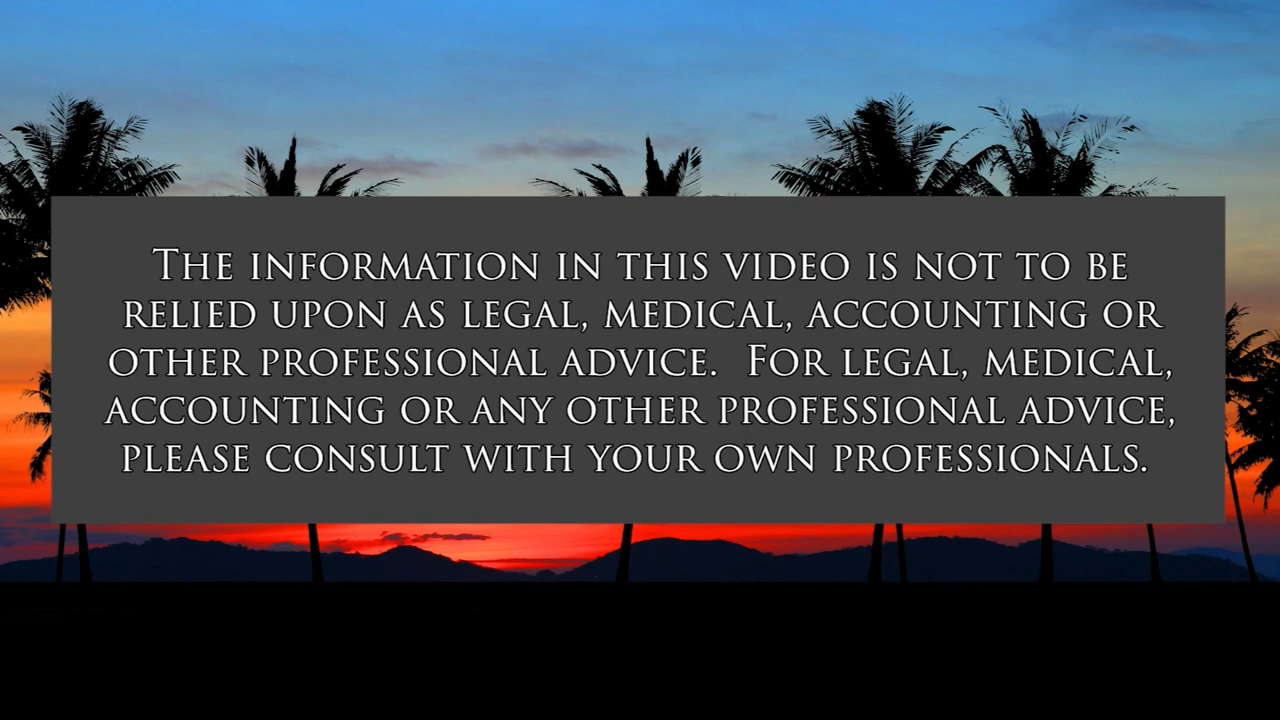 The information in this video is not to be
relied upon as legal, medical, accounting or
other professional advice.  For legal, medical,
accounting or any other professional advice,
please consult with your own professionals.